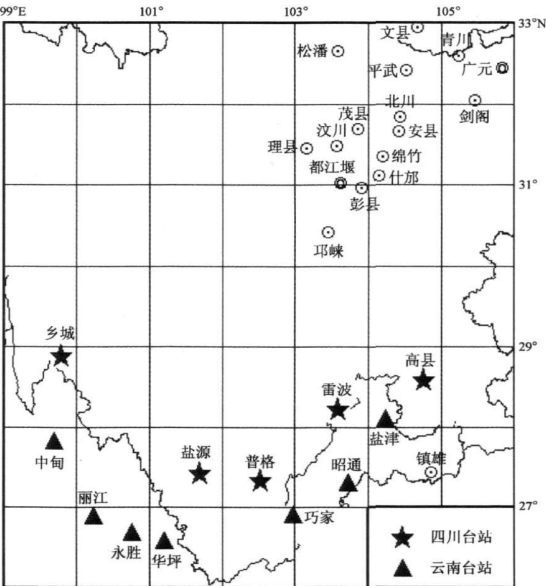 99°E
101°
103°
105°
33°N
文县
青川
松潘
平武
广元
北川
剑阁
茂县
汶川
安县
理县
绵竹
都江堰
什邡
31°
彭县
邛崃
29°
乡城
高县
雷波
盐津
中甸
盐源
普格
昭通
镇雄
丽江
27°
巧家
永胜
华坪
四川台站
云南台站